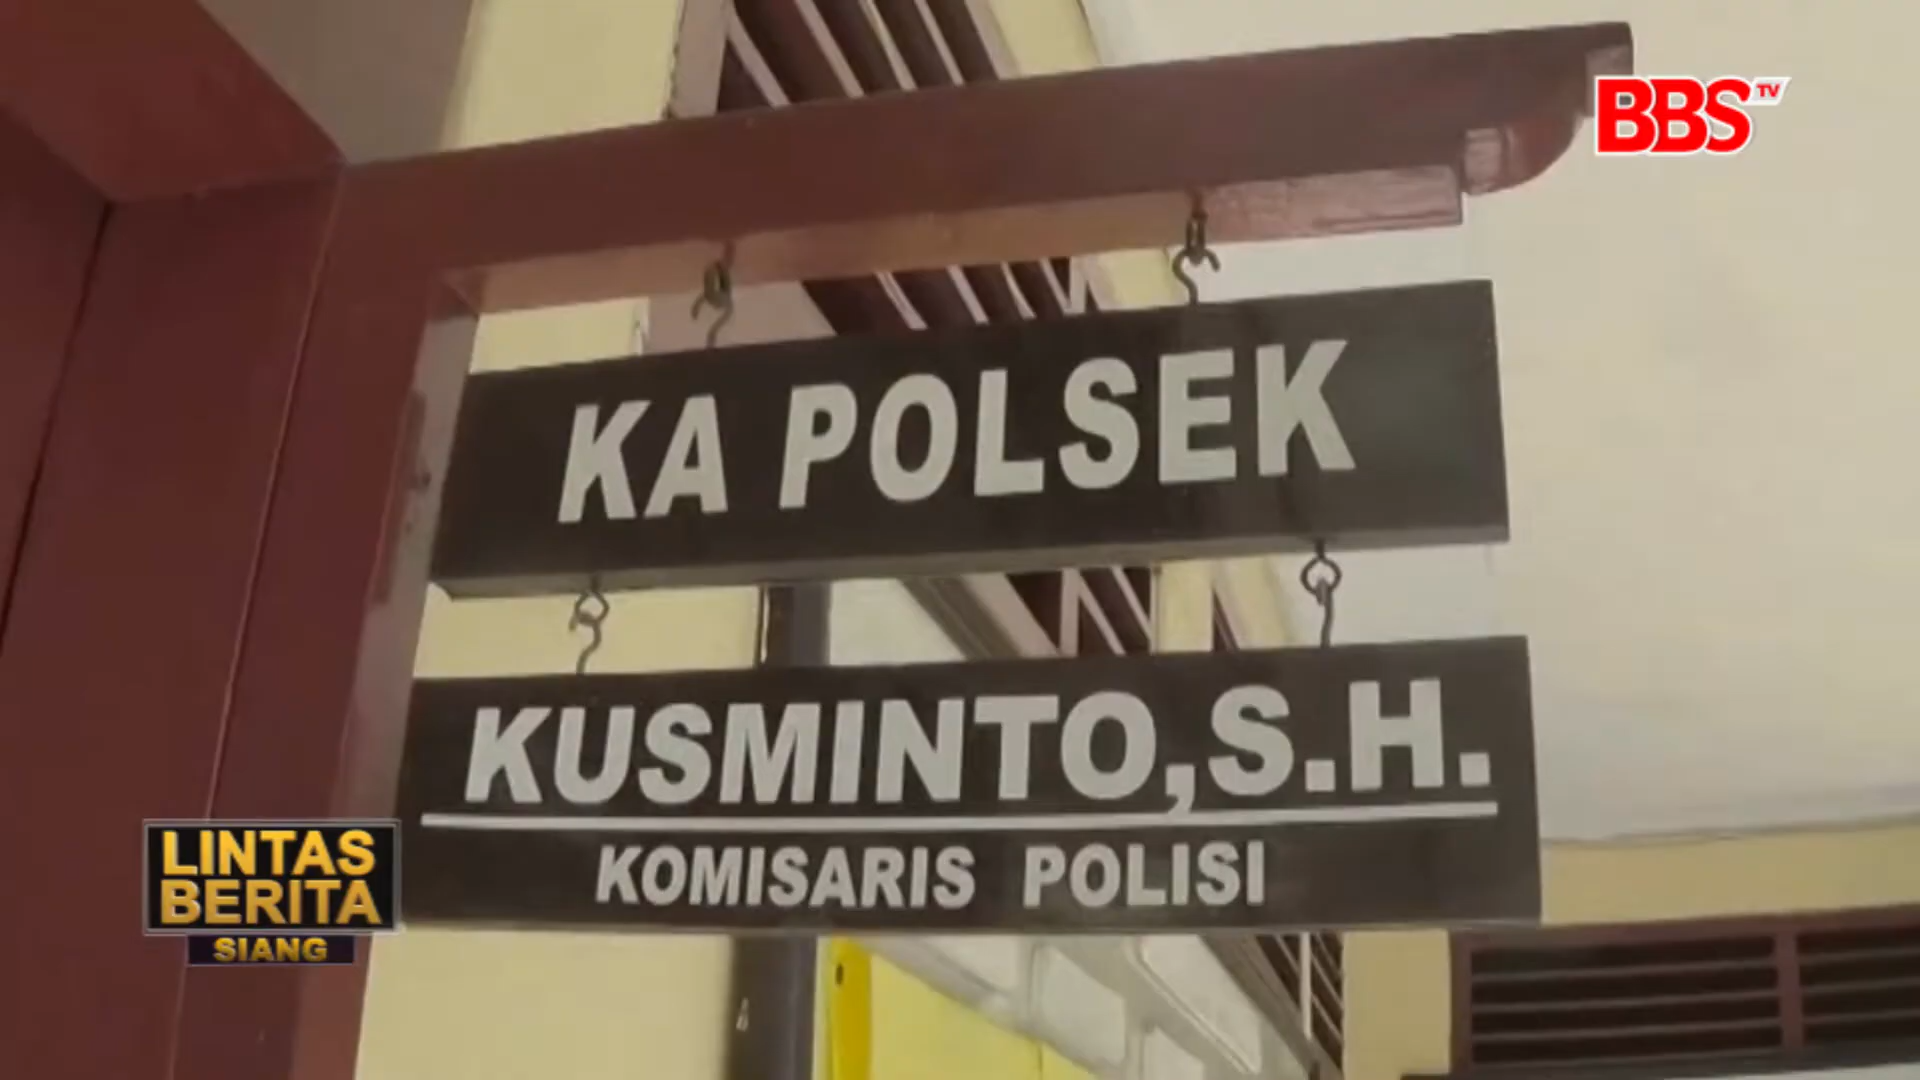 BBS TV
KA POLSEK
KUSMINTO,S.H.
KOMISARIS POLISI
LINTAS
BERITA
SIANG